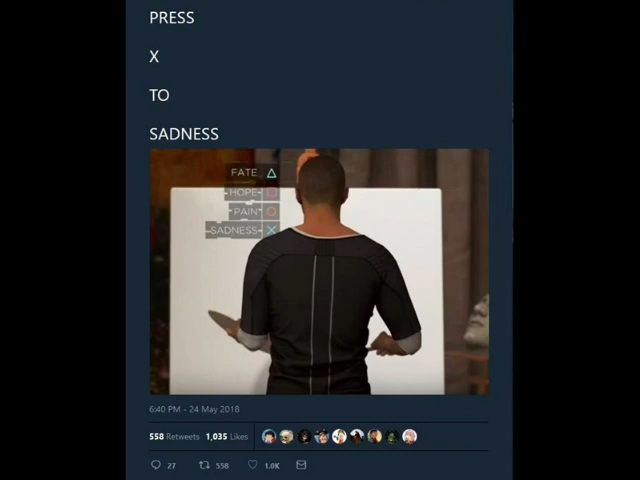 PRESS
X
TO
SADNESS
FATE
HOPE
PAIN
SADNESS
6:40 PM - 24 May 2018
558 Retweets 1,035 Likes
27 558 1.0K